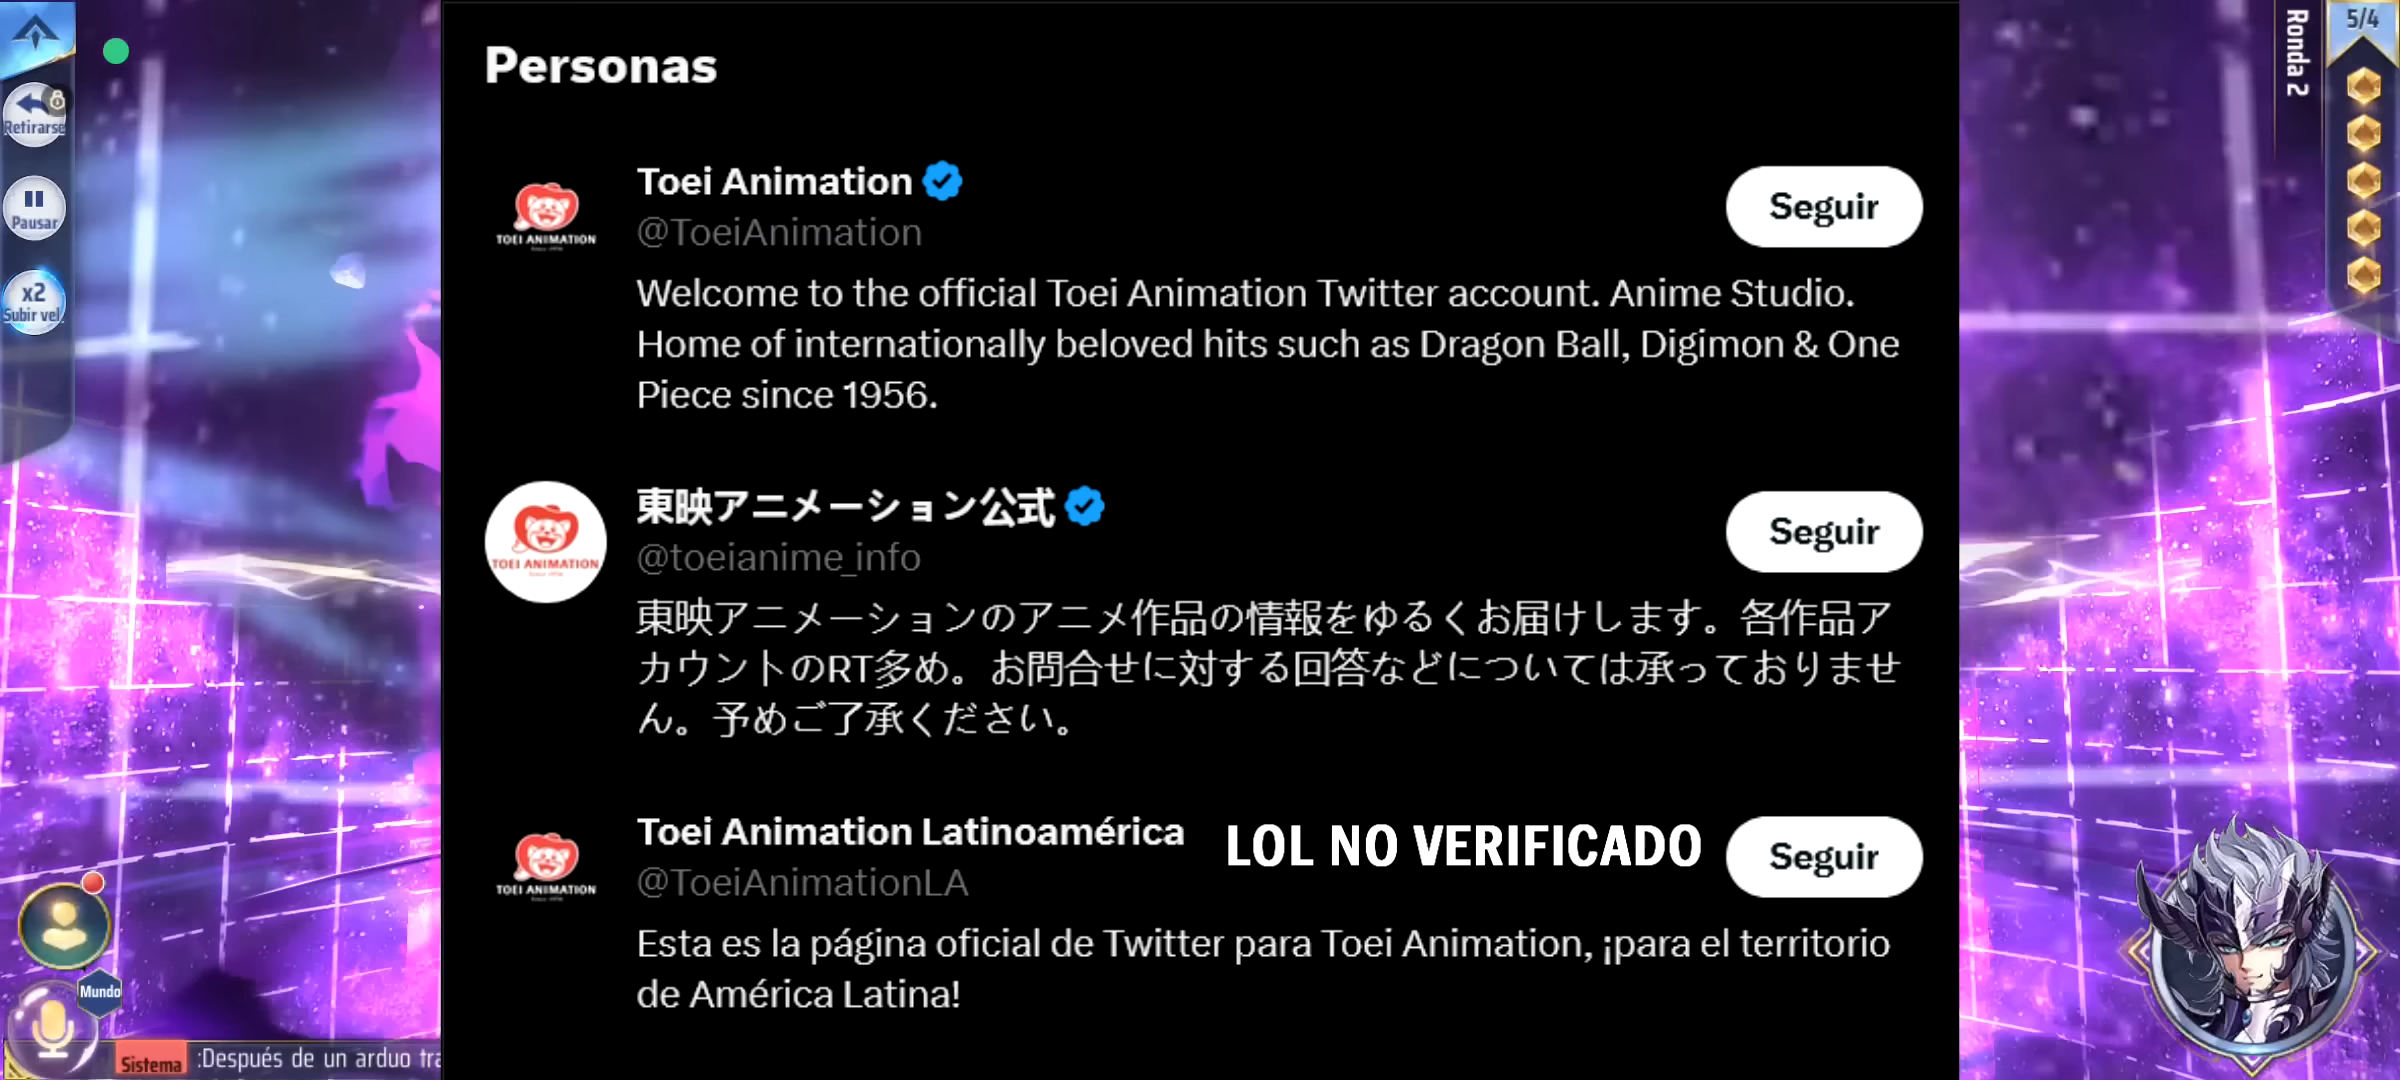 Retirarse
Pausar
x2
Subir vel.
Mundo
Sistema :Después de un arduo tra
Personas
Toei Animation
@ToeiAnimation
Seguir
TOEI ANIMATION
Welcome to the official Toei Animation Twitter account. Anime Studio.
Home of internationally beloved hits such as Dragon Ball, Digimon & One
Piece since 1956.
東映アニメーション公式
@toeianime_info
Seguir
TOEI ANIMATION
東映アニメーションのアニメ作品の情報をゆるくお届けします。各作品ア
カウントのRT多め。お問合せに対する回答などについては承っておりませ
ん。予めご了承ください。
Toei Animation Latinoamérica
LOL NO VERIFICADO
@ToeiAnimationLA
Seguir
TOEI ANIMATION
Esta es la página oficial de Twitter para Toei Animation, ¡para el territorio
de América Latina!
Ronda 2
5/4